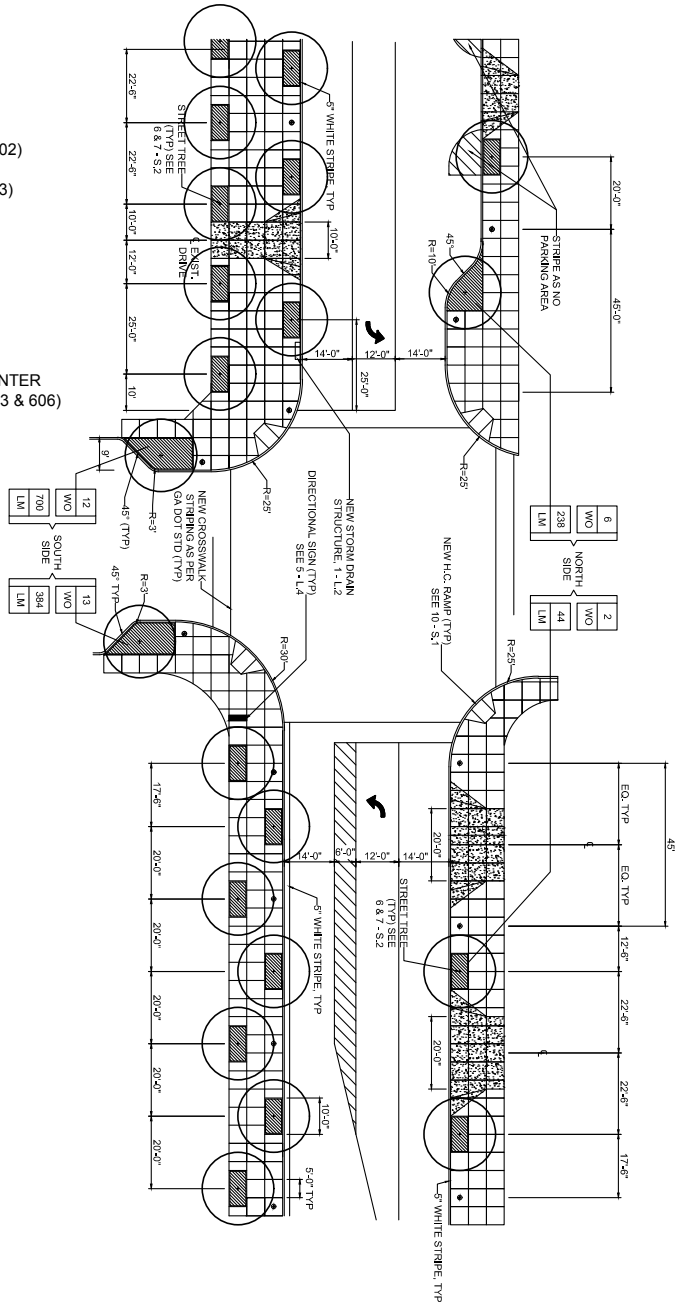 02)
3)
NTER
3 & 606)
22'-6"
22'-6"
10'-0"
12'-0"
25'-0"
10'
STREET TREE
(TYP) SEE
6 & 7 - S.2
5" WHITE STRIPE, TYP
10'-0"
℄ EXIST.
DRIVE
14'-0"
12'-0"
14'-0"
25'-0"
20'-0"
45'-0"
STRIPE AS NO
PARKING AREA
45°
R=10'
R=25'
R=25'
9'
R=3'
45° (TYP)
NEW CROSSWALK
STRIPING AS PER
GA DOT STD (TYP)
DIRECTIONAL SIGN (TYP)
SEE 5 - L.4
NEW STORM DRAIN
STRUCTURE, 1 - L.2
NEW H.C. RAMP (TYP)
SEE 10 - S.1
12
WO
700
LM
SOUTH
SIDE
13
WO
384
LM
6
WO
238
LM
NORTH
SIDE
2
WO
44
LM
R=3'
45° TYP
R=30'
R=25'
45'
EQ. TYP
EQ. TYP
12'-6"
22'-6"
22'-6"
17'-6"
℄
℄
20'-0"
20'-0"
14'-0"
6'-0"
12'-0"
14'-0"
STREET TREE
(TYP) SEE
6 & 7 - S.2
5" WHITE STRIPE, TYP
5" WHITE STRIPE, TYP
17'-6"
20'-0"
20'-0"
20'-0"
20'-0"
20'-0"
10'-0"
5'-0" TYP